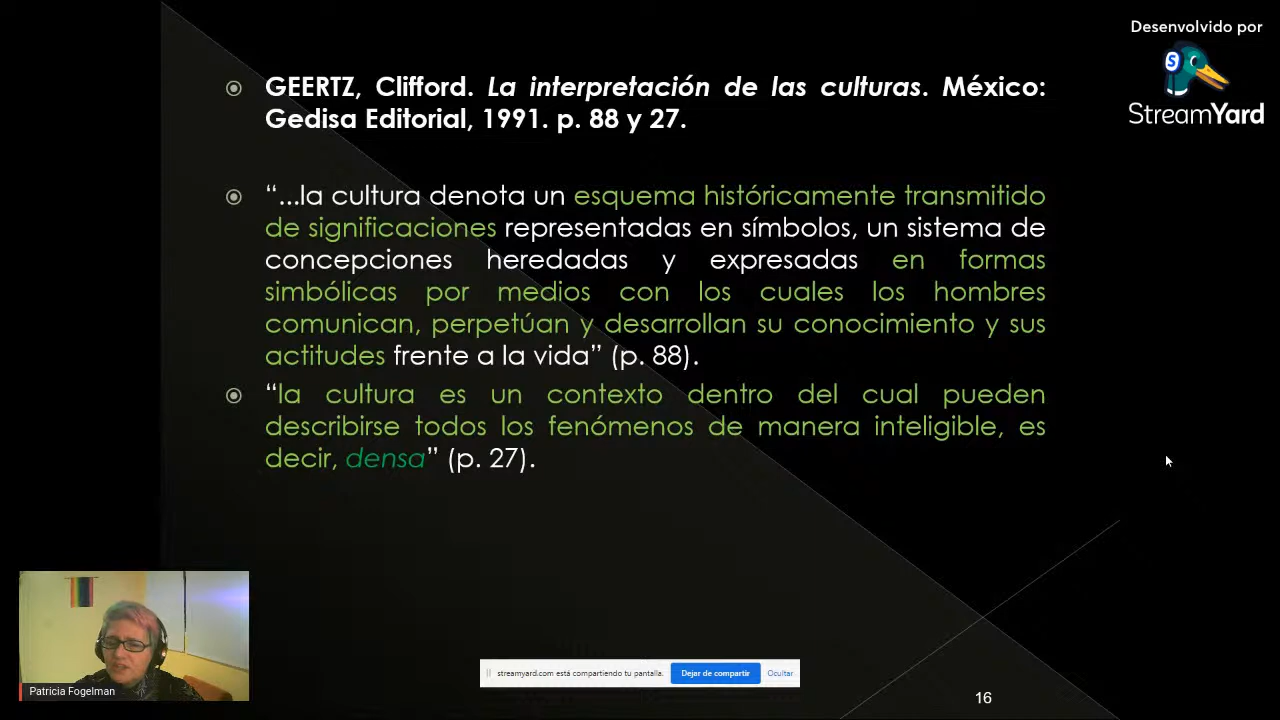 Desenvolvido por
StreamYard
GEERTZ, Clifford. La interpretación de las culturas. México:
Gedisa Editorial, 1991. p. 88 y 27.
“...la cultura denota un esquema históricamente transmitido
de significaciones representadas en símbolos, un sistema de
concepciones heredadas y expresadas en formas
simbólicas por medios con los cuales los hombres
comunican, perpetúan y desarrollan su conocimiento y sus
actitudes frente a la vida” (p. 88).
“la cultura es un contexto dentro del cual pueden
describirse todos los fenómenos de manera inteligible, es
decir, densa” (p. 27).
Patricia Fogelman
streamyard.com está compartiendo tu pantalla. Dejar de compartir Ocultar
16